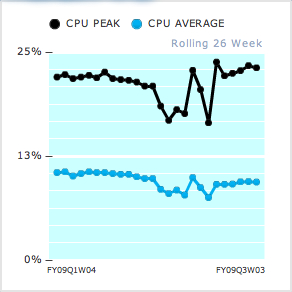 CPU PEAK CPU AVERAGE
Rolling 26 Week
25%
13%
0%
FY09Q1W04 FY09Q3W03